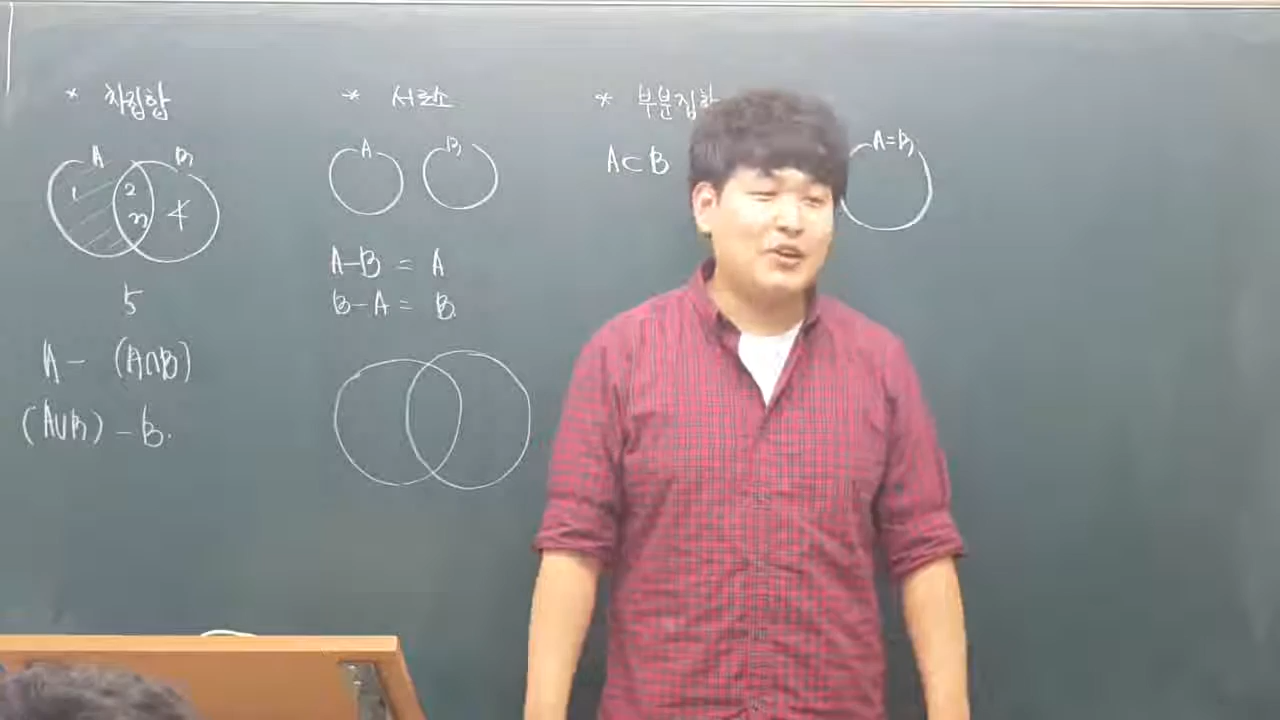 * 차집합
A B
1 2 4
3
5
A - (A∩B)
(A∪B) - B.
* 서로소
A B
A-B = A
B-A = B.
* 부분집합
A⊂B
A=B